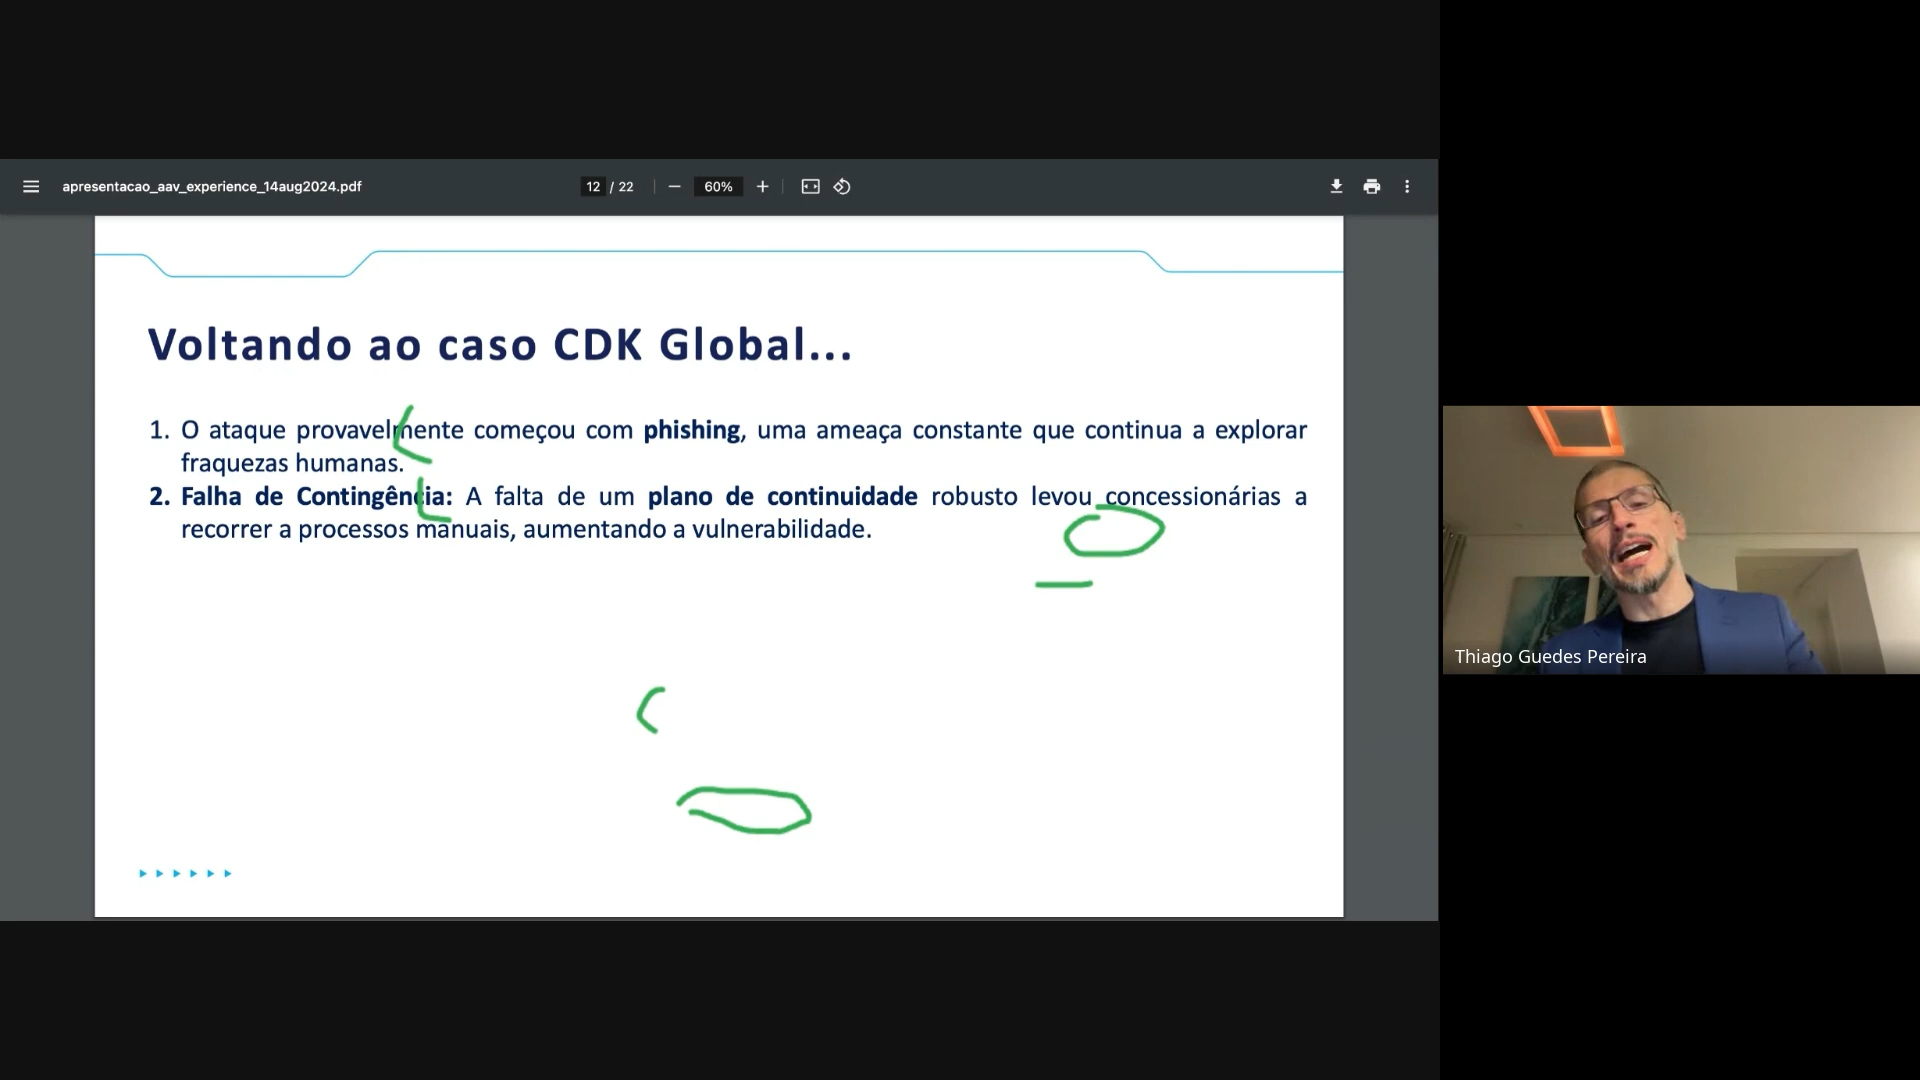 apresentacao_aav_experience_14aug2024.pdf
12 / 22
60%
Voltando ao caso CDK Global...
1. O ataque provavelmente começou com phishing, uma ameaça constante que continua a explorar
fraquezas humanas.
2. Falha de Contingência: A falta de um plano de continuidade robusto levou concessionárias a
recorrer a processos manuais, aumentando a vulnerabilidade.
Thiago Guedes Pereira